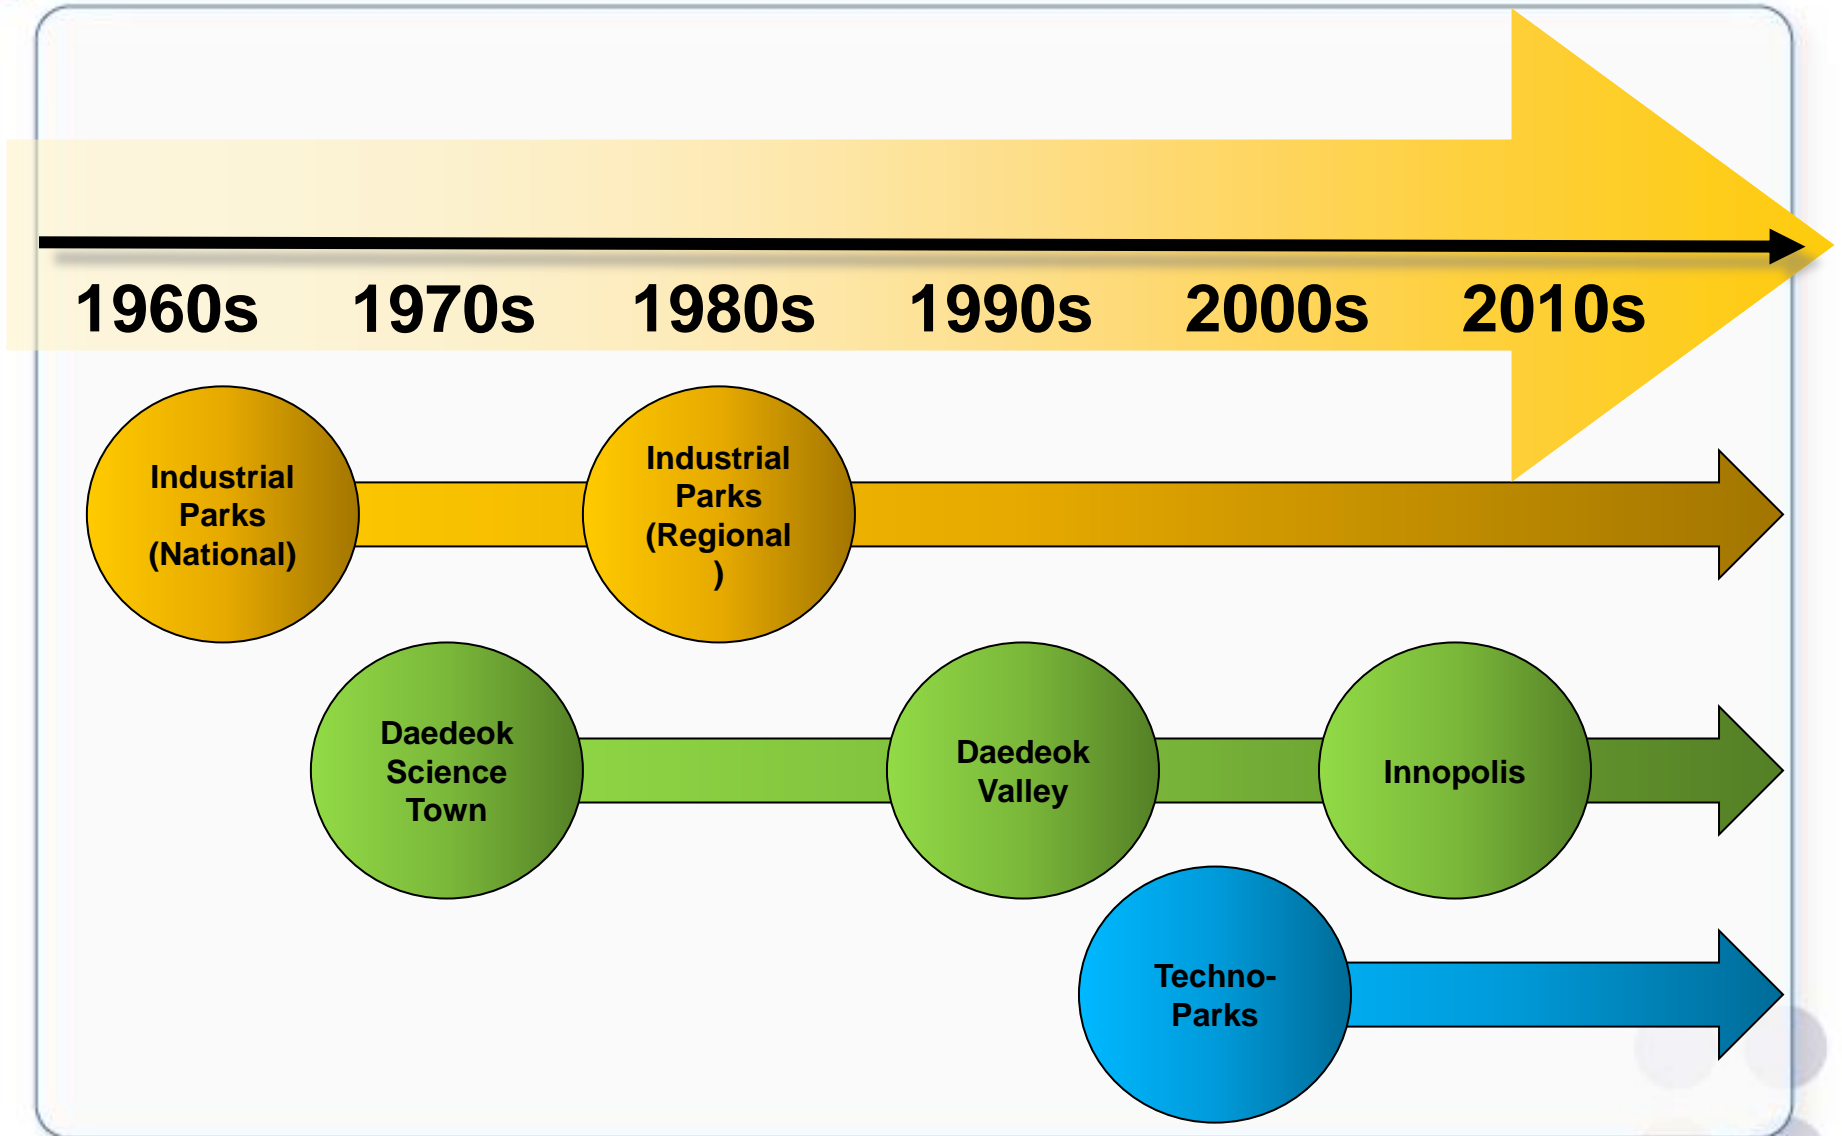 1960s 1970s 1980s 1990s 2000s 2010s
Industrial
Parks
(National)
Industrial
Parks
(Regional
)
Daedeok
Science
Town
Daedeok
Valley
Innopolis
Techno-
Parks